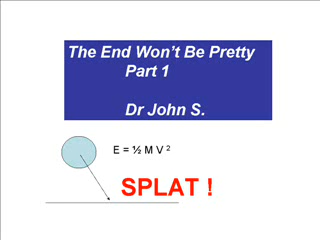 The End Won't Be Pretty
Part 1
Dr John S.
E = ½ M V ²
SPLAT !